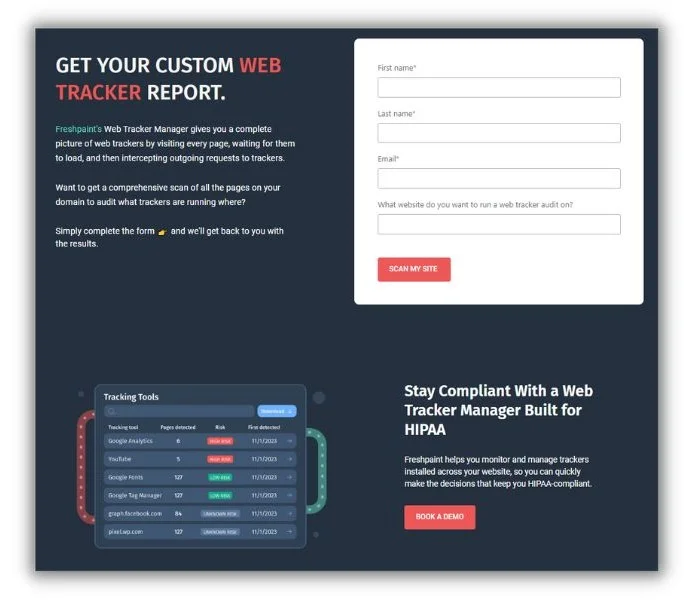 GET YOUR CUSTOM WEB
TRACKER REPORT.
Freshpaint's Web Tracker Manager gives you a complete
picture of web trackers by visiting every page, waiting for them
to load, and then intercepting outgoing requests to trackers.
Want to get a comprehensive scan of all the pages on your
domain to audit what trackers are running where?
Simply complete the form 👉 and we'll get back to you with
the results.
First name*
Last name*
Email*
What website do you want to run a web tracker audit on?
SCAN MY SITE
Tracking Tools
Download
Tracking tool Pages detected Risk First detected
Google Analytics 6 HIGH RISK 11/1/2023
YouTube 5 HIGH RISK 11/1/2023
Google Fonts 127 LOW RISK 11/1/2023
Google Tag Manager 127 LOW RISK 11/1/2023
graph.facebook.com 84 UNKNOWN RISK 11/1/2023
pixel.wp.com 127 UNKNOWN RISK 11/1/2023
Stay Compliant With a Web
Tracker Manager Built for
HIPAA
Freshpaint helps you monitor and manage trackers
installed across your website, so you can quickly
make the decisions that keep you HIPAA-compliant.
BOOK A DEMO